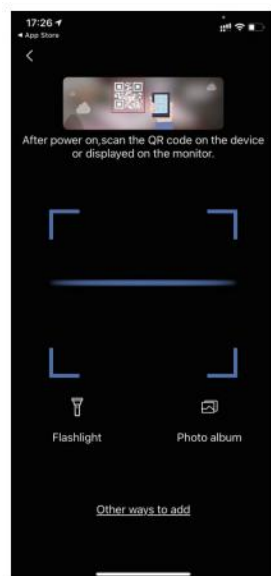 17:26
◀ App Store
After power on,scan the QR code on the device
or displayed on the monitor.
Flashlight
Photo album
Other ways to add